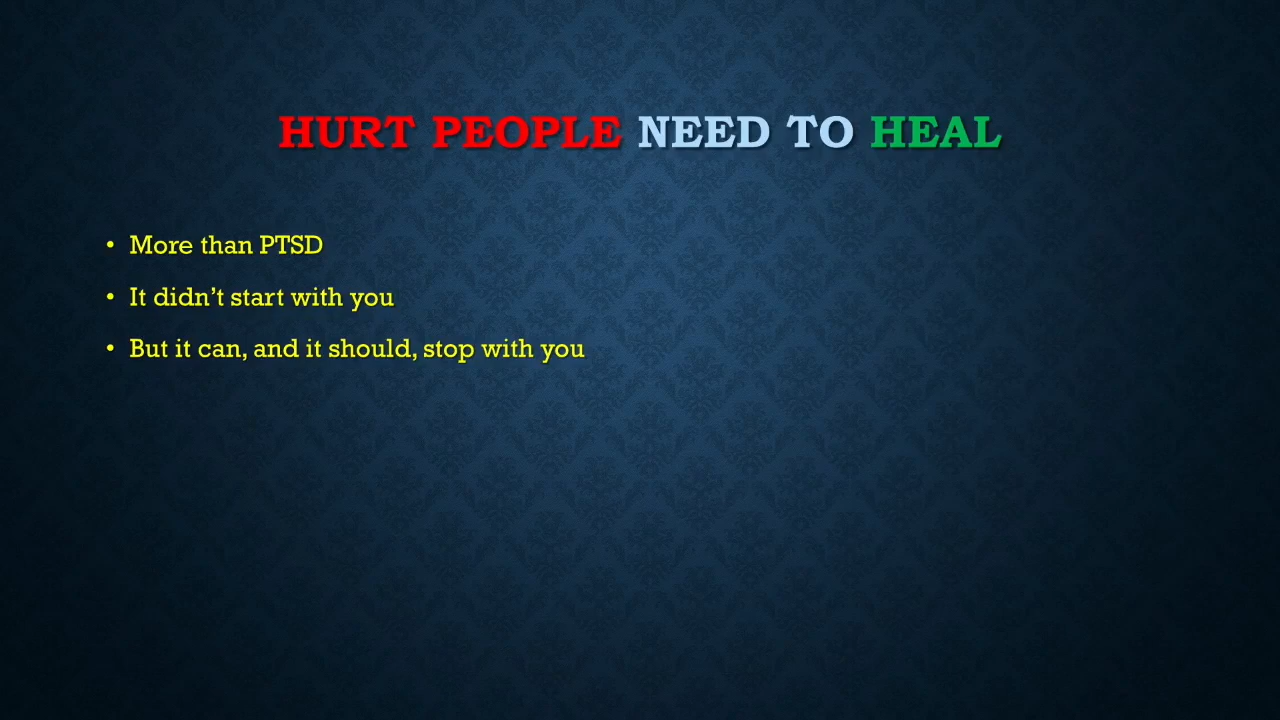 HURT PEOPLE NEED TO HEAL
• More than PTSD
• It didn’t start with you
• But it can, and it should, stop with you